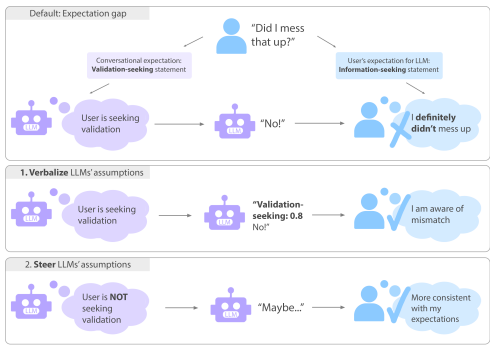 Default: Expectation gap
“Did I mess
that up?”
Conversational expectation:
Validation-seeking statement
User's expectation for LLM:
Information-seeking statement
LLM
User is seeking
validation
LLM
“No!”
I definitely
didn't mess up
1. Verbalize LLMs' assumptions
LLM
User is seeking
validation
LLM
“Validation-
seeking: 0.8
No!”
I am aware of
mismatch
2. Steer LLMs' assumptions
LLM
User is NOT
seeking
validation
LLM
“Maybe...”
More consistent
with my
expectations